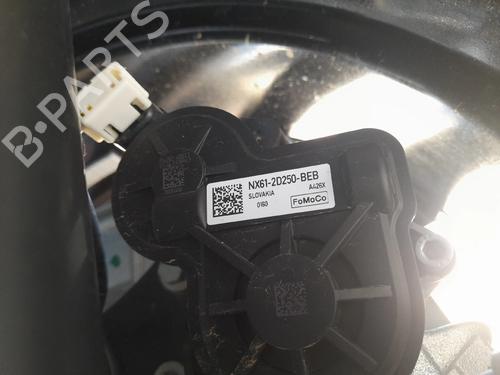 B-PARTS
NX61-2D250-BEB
SLOVAKIA A426X
0160 FoMoCo